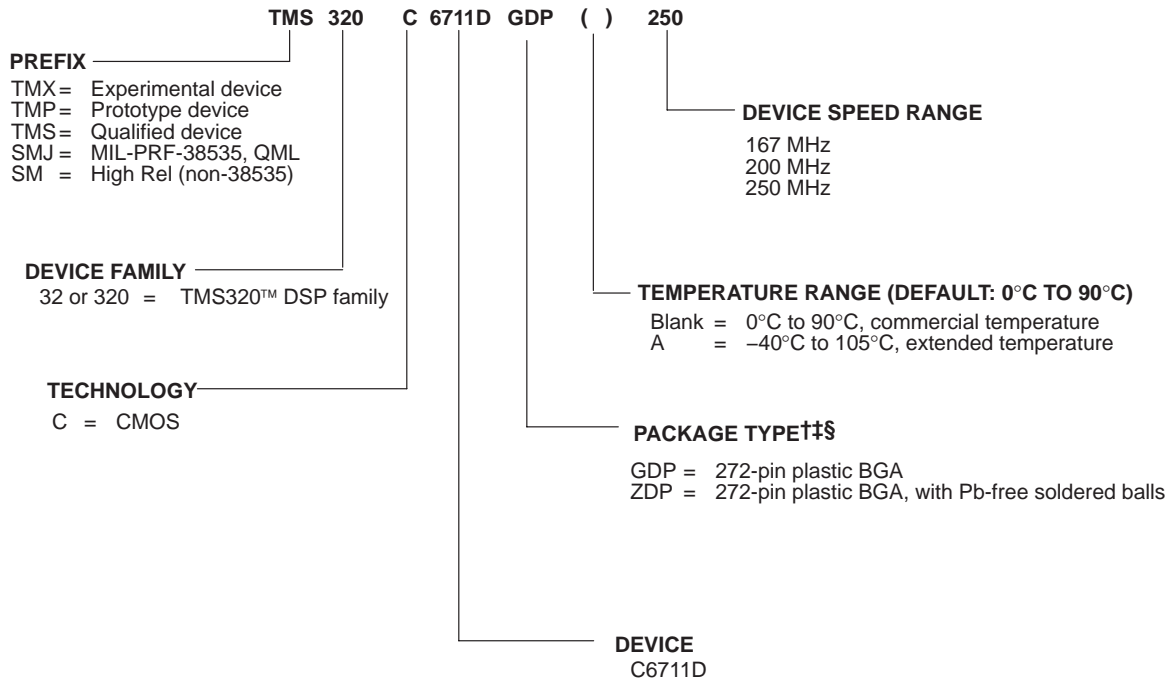 TMS 320 C 6711D GDP ( ) 250
PREFIX
TMX = Experimental device
TMP = Prototype device
TMS = Qualified device
SMJ = MIL-PRF-38535, QML
SM = High Rel (non-38535)
DEVICE SPEED RANGE
167 MHz
200 MHz
250 MHz
DEVICE FAMILY
32 or 320 = TMS320™ DSP family
TEMPERATURE RANGE (DEFAULT: 0°C TO 90°C)
Blank = 0°C to 90°C, commercial temperature
A = –40°C to 105°C, extended temperature
TECHNOLOGY
C = CMOS
PACKAGE TYPE†‡§
GDP = 272-pin plastic BGA
ZDP = 272-pin plastic BGA, with Pb-free soldered balls
DEVICE
C6711D